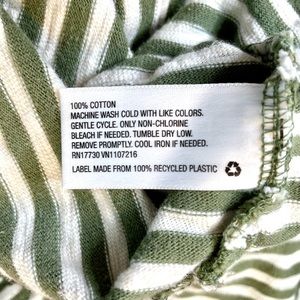 100% COTTON
MACHINE WASH COLD WITH LIKE COLORS.
GENTLE CYCLE. ONLY NON-CHLORINE
BLEACH IF NEEDED. TUMBLE DRY LOW.
REMOVE PROMPTLY. COOL IRON IF NEEDED.
RN17730 VN1107216
LABEL MADE FROM 100% RECYCLED PLASTIC